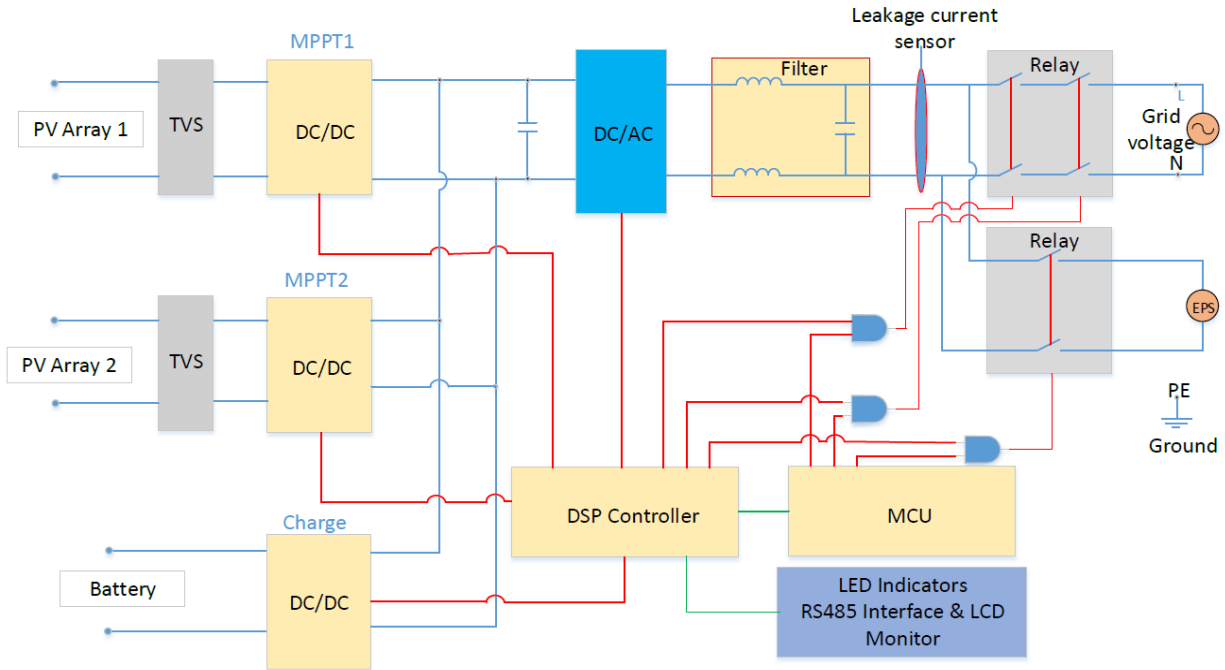 Leakage current
sensor
MPPT1
Filter
Relay
PV Array 1
TVS
DC/DC
DC/AC
L
Grid
voltage
N
Relay
MPPT2
PV Array 2
TVS
DC/DC
EPS
PE
Ground
DSP Controller
MCU
Charge
Battery
DC/DC
LED Indicators
RS485 Interface & LCD
Monitor